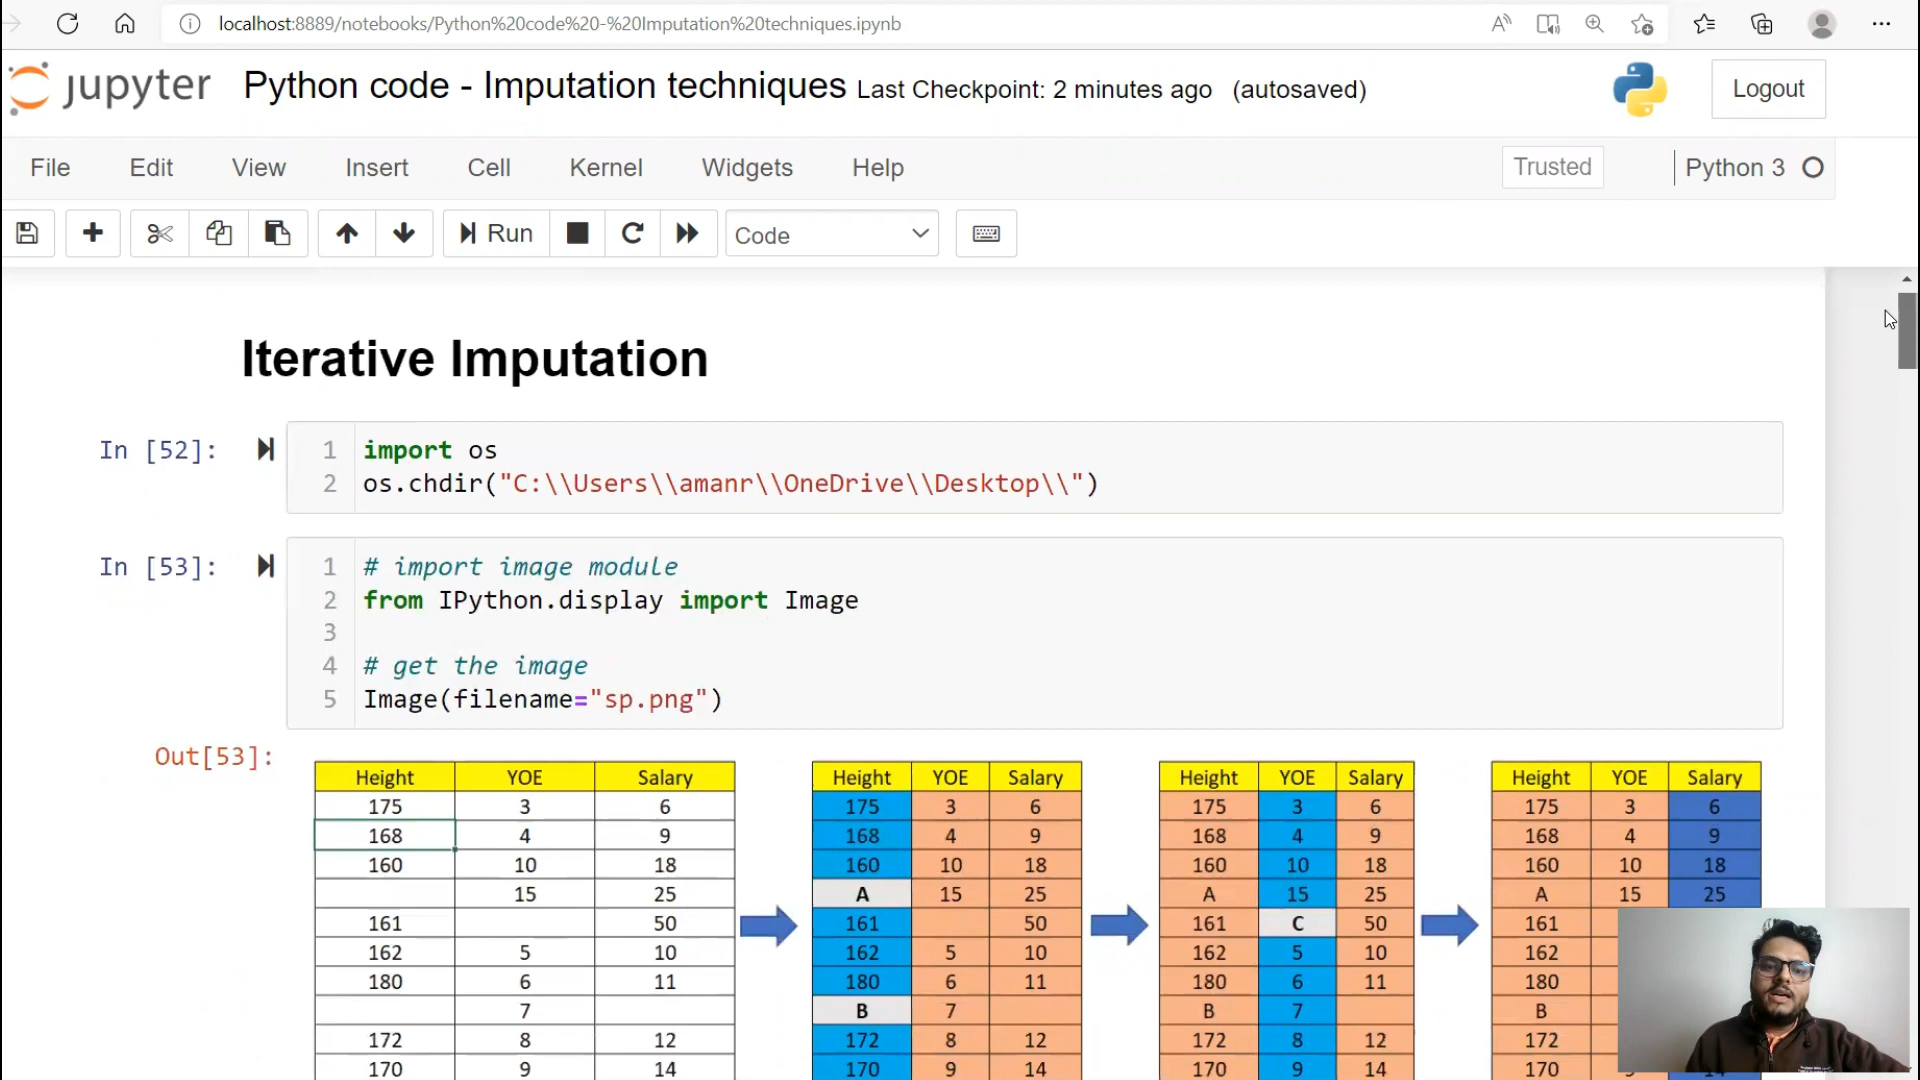 localhost:8889/notebooks/Python%20code%20-%20Imputation%20techniques.ipynb
jupyter Python code - Imputation techniques Last Checkpoint: 2 minutes ago (autosaved) Logout
File Edit View Insert Cell Kernel Widgets Help Trusted Python 3
Run Code
Iterative Imputation
In [52]: 1 import os
2 os.chdir("C:\\Users\\amanr\\OneDrive\\Desktop\\")
In [53]: 1 # import image module
2 from IPython.display import Image
3
4 # get the image
5 Image(filename="sp.png")
Out[53]:
Height YOE Salary Height YOE Salary Height YOE Salary Height YOE Salary
175 3 6 175 3 6 175 3 6 175 3 6
168 4 9 168 4 9 168 4 9 168 4 9
160 10 18 160 10 18 160 10 18 160 10 18
15 25 A 15 25 A 15 25 A 15 25
161 50 161 50 161 C 50 161
162 5 10 162 5 10 162 5 10 162
180 6 11 180 6 11 180 6 11 180
7 B 7 B 7 B
172 8 12 172 8 12 172 8 12 172
170 9 14 170 9 14 170 9 14 170